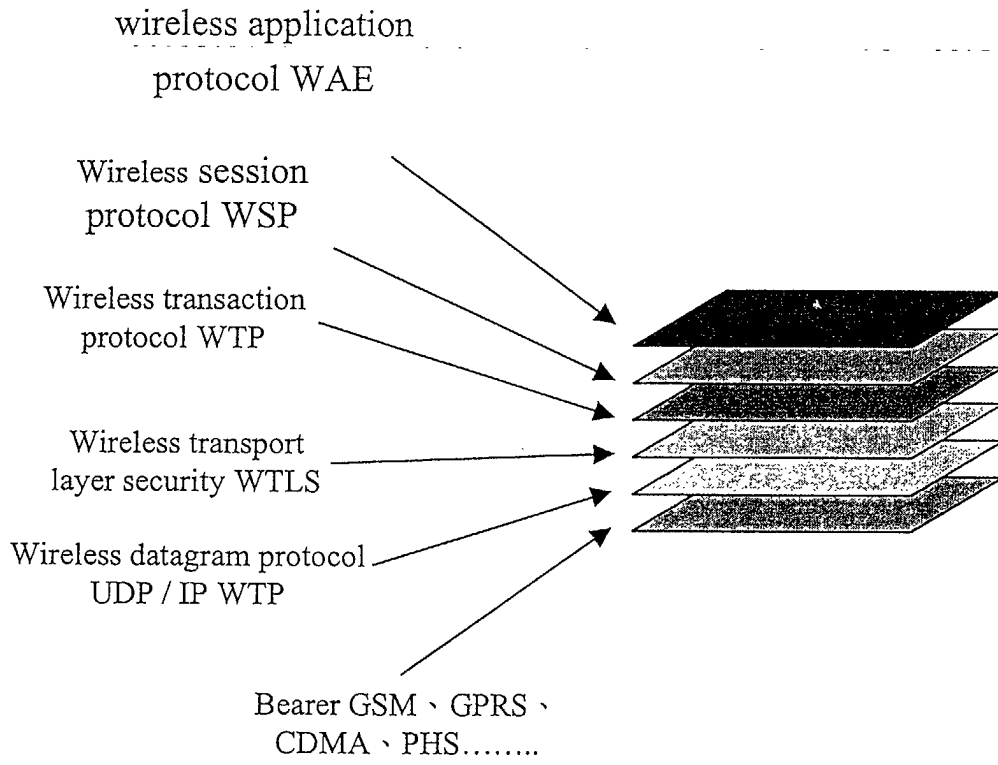 wireless application
protocol WAE
Wireless session
protocol WSP
Wireless transaction
protocol WTP
Wireless transport
layer security WTLS
Wireless datagram protocol
UDP / IP WTP
Bearer GSM、GPRS、
CDMA、PHS........